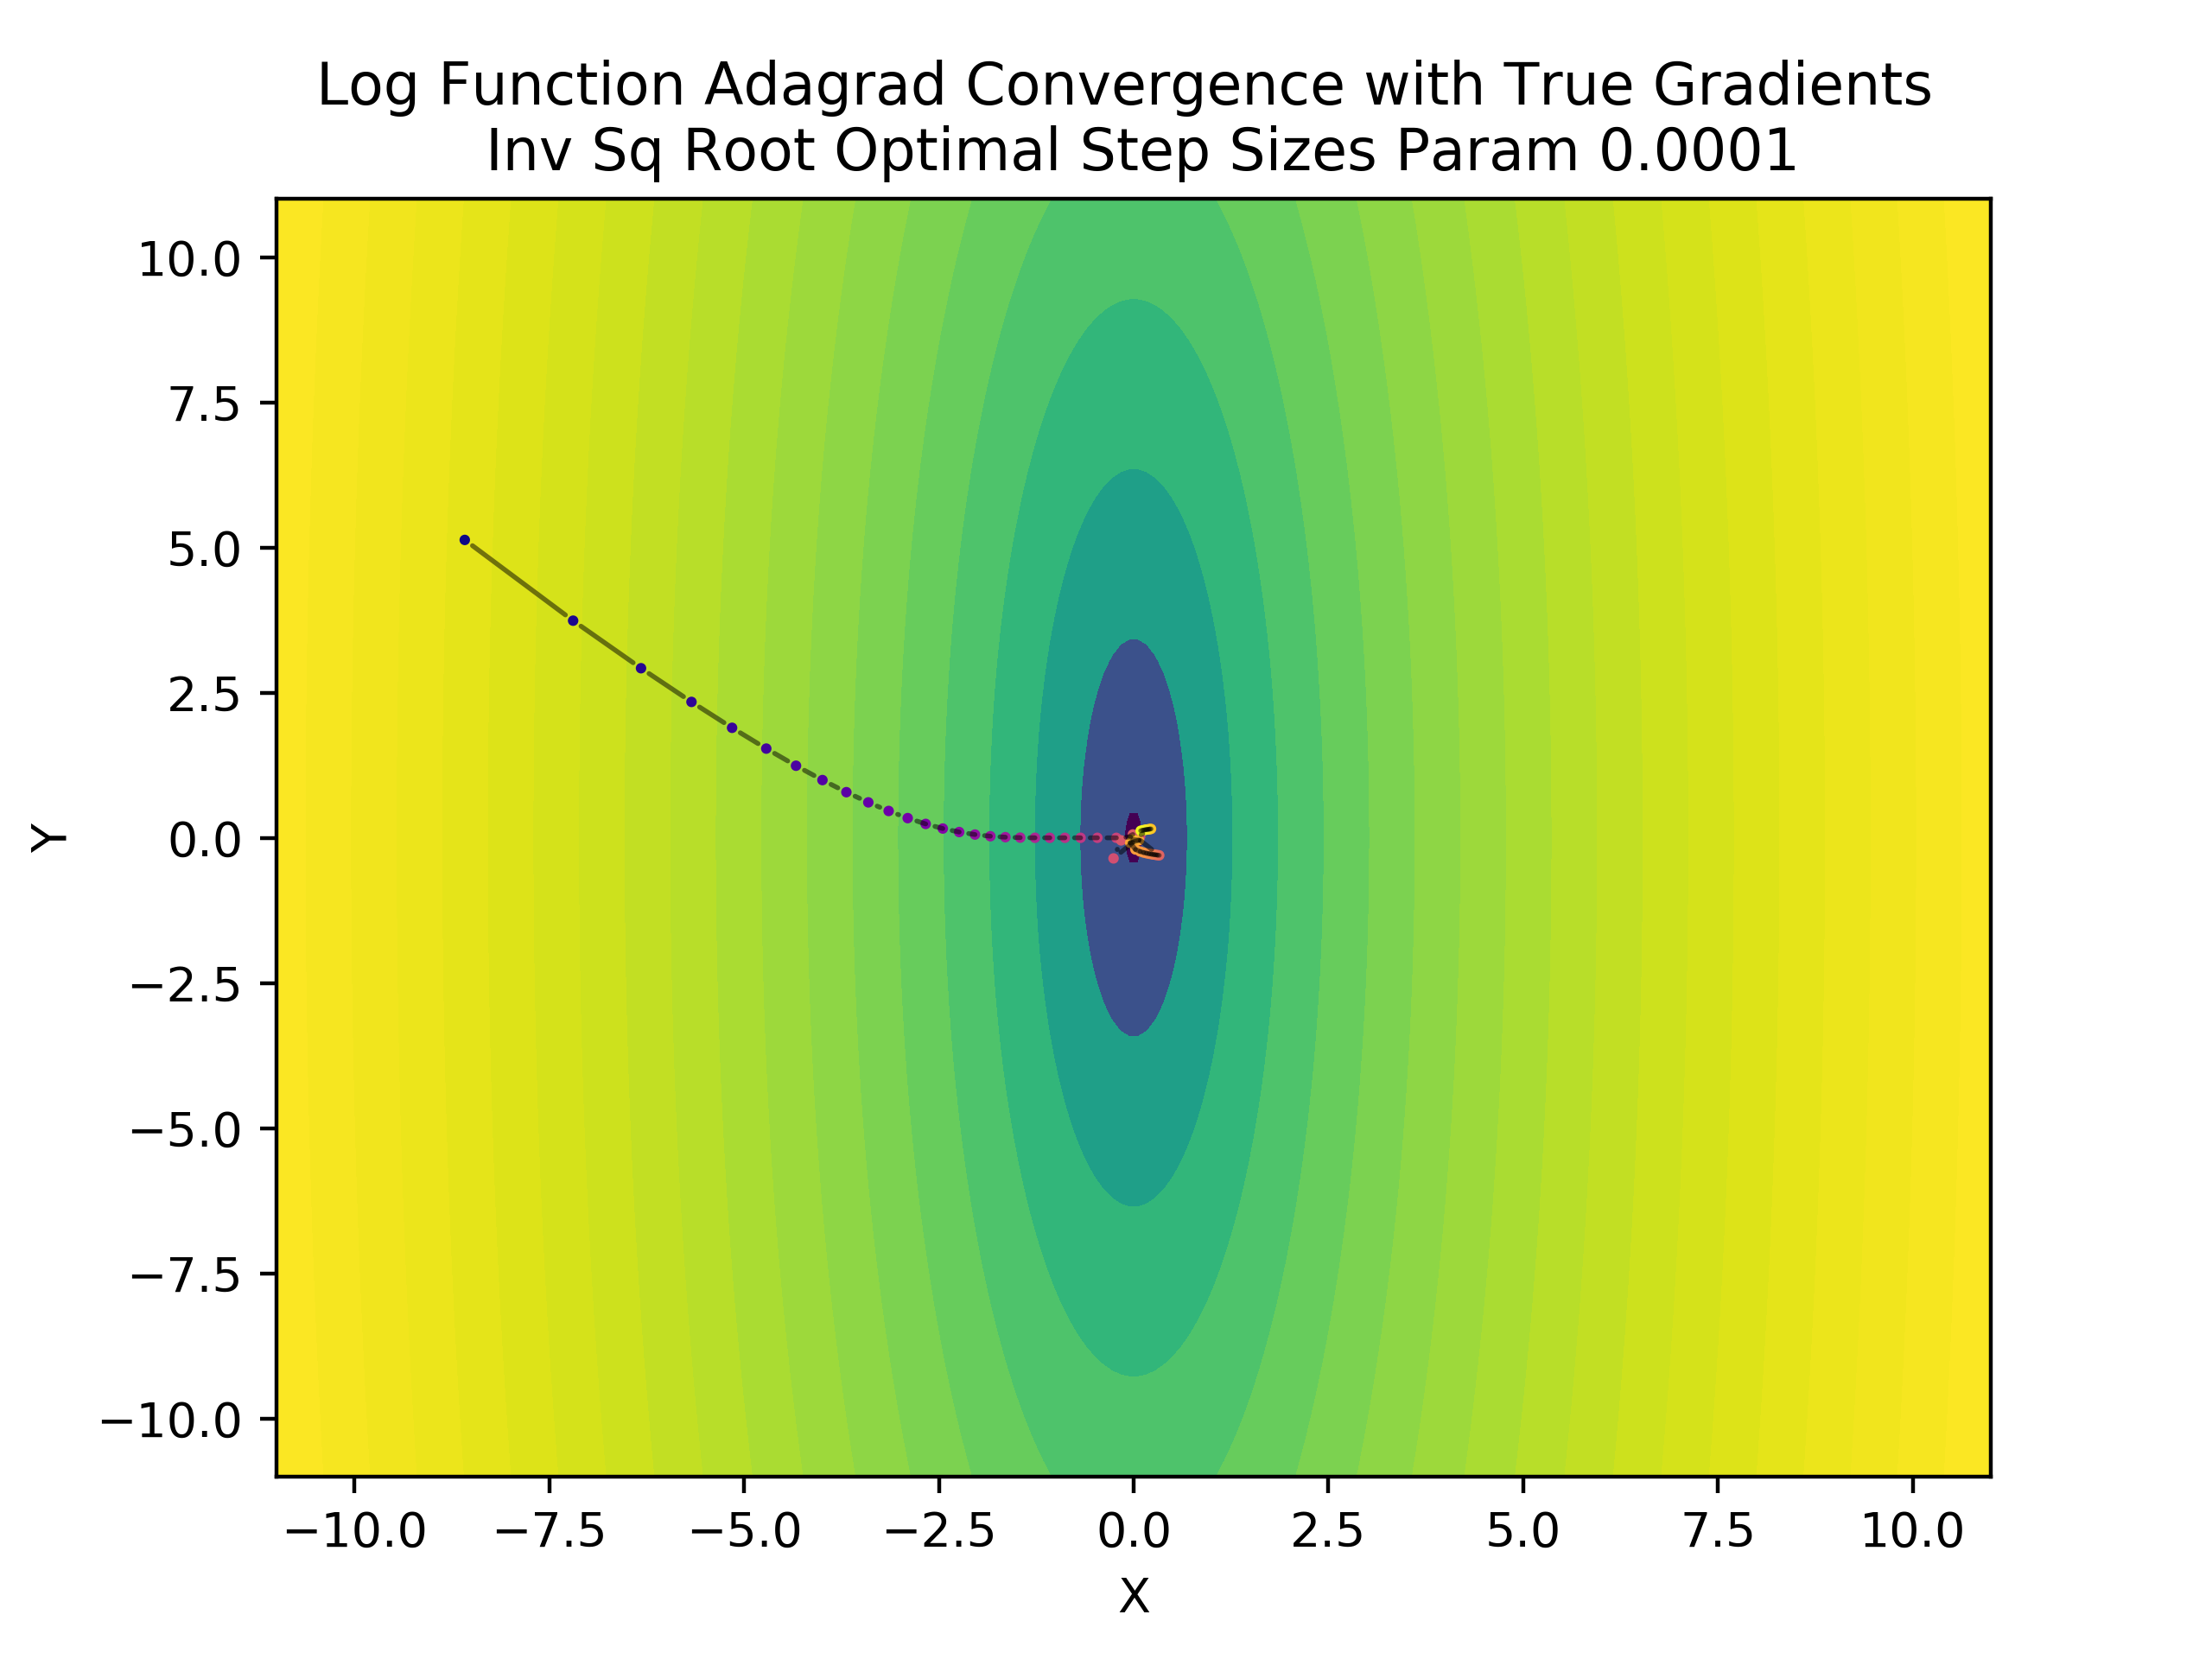 Log Function Adagrad Convergence with True Gradients
Inv Sq Root Optimal Step Sizes Param 0.0001
10.0
7.5
5.0
2.5
0.0
−2.5
−5.0
−7.5
−10.0
Y
−10.0 −7.5 −5.0 −2.5 0.0 2.5 5.0 7.5 10.0
X